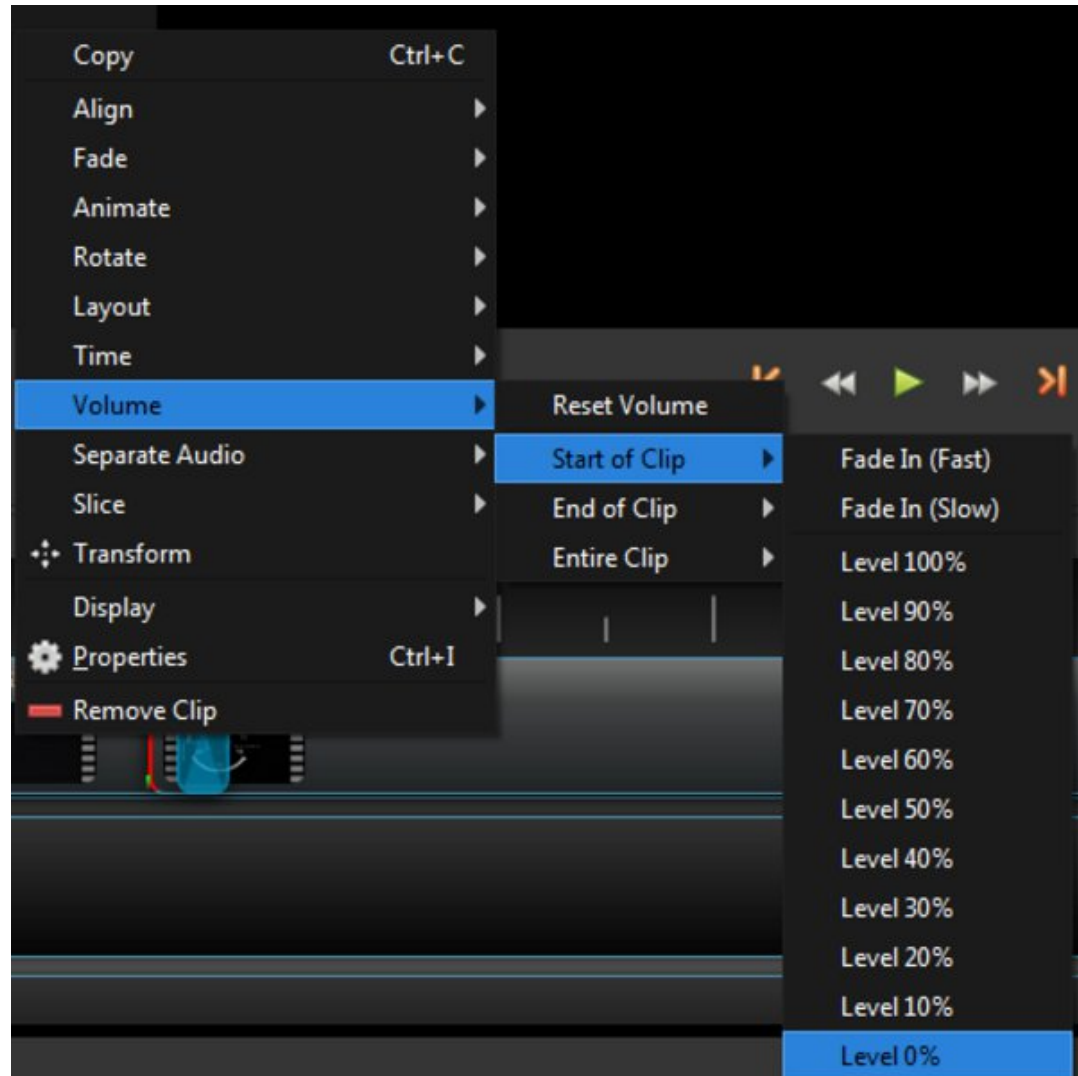 Copy Ctrl+C
Align
Fade
Animate
Rotate
Layout
Time
Volume
Separate Audio
Slice
Transform
Display
Properties Ctrl+I
Remove Clip
Reset Volume
Start of Clip
End of Clip
Entire Clip
Fade In (Fast)
Fade In (Slow)
Level 100%
Level 90%
Level 80%
Level 70%
Level 60%
Level 50%
Level 40%
Level 30%
Level 20%
Level 10%
Level 0%